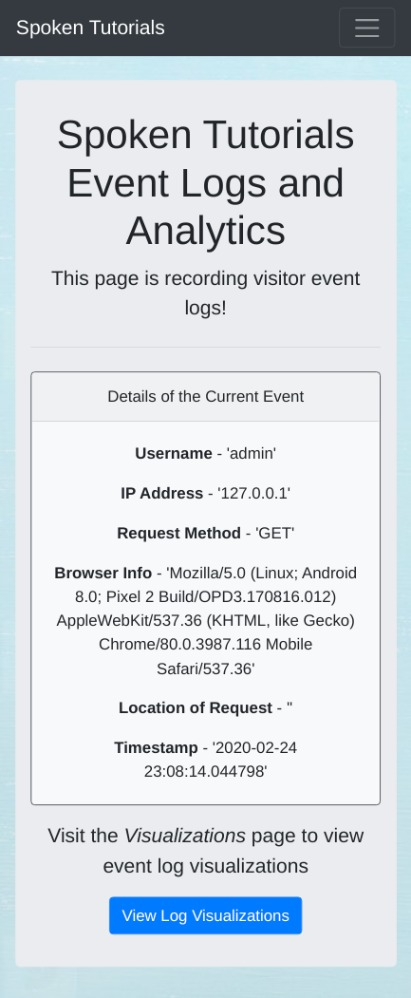 Spoken Tutorials
Spoken Tutorials
Event Logs and
Analytics
This page is recording visitor event
logs!
Details of the Current Event
Username - 'admin'
IP Address - '127.0.0.1'
Request Method - 'GET'
Browser Info - 'Mozilla/5.0 (Linux; Android
8.0; Pixel 2 Build/OPD3.170816.012)
AppleWebKit/537.36 (KHTML, like Gecko)
Chrome/80.0.3987.116 Mobile
Safari/537.36'
Location of Request - ''
Timestamp - '2020-02-24
23:08:14.044798'
Visit the Visualizations page to view
event log visualizations
View Log Visualizations